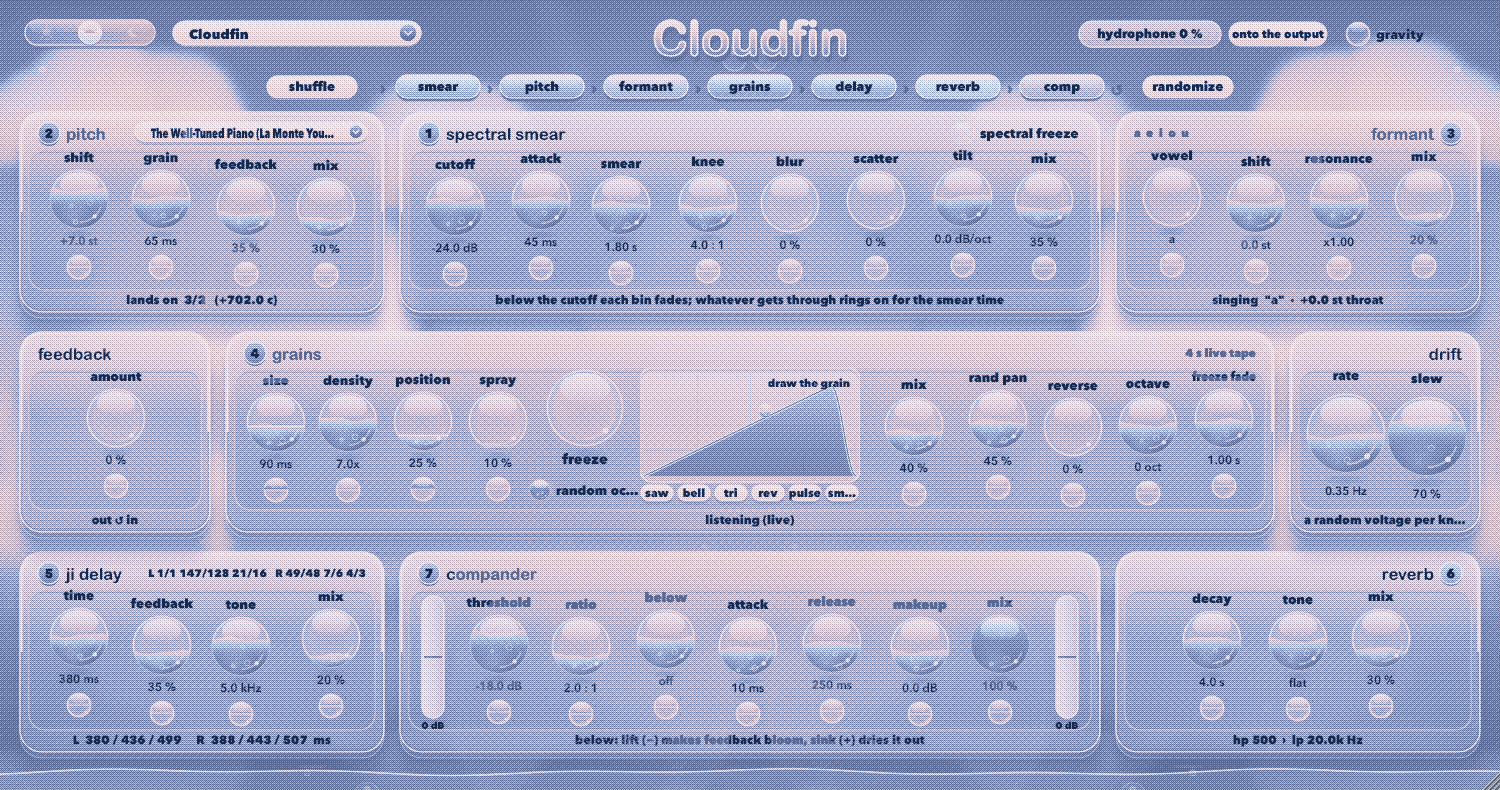 Cloudfin
Cloudfin
hydrophone 0 %
onto the output
gravity
shuffle
smear
pitch
formant
grains
delay
reverb
comp
randomize
2 pitch
The Well-Tuned Piano (La Monte You...
shift grain feedback mix
+7.0 st 65 ms 35 % 30 %
lands on 3/2 (+702.0 c)
1 spectral smear
spectral freeze
cutoff attack smear knee blur scatter tilt mix
-24.0 dB 45 ms 1.80 s 4.0 : 1 0 % 0 % 0.0 dB/oct 35 %
below the cutoff each bin fades; whatever gets through rings on for the smear time
a e i o u
formant 3
vowel shift resonance mix
a 0.0 st x1.00 20 %
singing "a" · +0.0 st throat
feedback
amount
0 %
out ↺ in
4 grains
4 s live tape
size density position spray
90 ms 7.0x 25 % 10 %
freeze
random oc...
draw the grain
saw bell tri rev pulse sm...
mix rand pan reverse octave freeze fade
40 % 45 % 0 % 0 oct 1.00 s
listening (live)
drift
rate slew
0.35 Hz 70 %
a random voltage per kn...
5 ji delay
L 1/1 147/128 21/16 R 49/48 7/6 4/3
time feedback tone mix
380 ms 35 % 5.0 kHz 20 %
L 380 / 436 / 499 R 388 / 443 / 507 ms
7 compander
threshold ratio below attack release makeup mix
-18.0 dB 2.0 : 1 off 10 ms 250 ms 0.0 dB 100 %
0 dB
0 dB
below: lift (−) makes feedback bloom, sink (+) dries it out
reverb 6
decay tone mix
4.0 s flat 30 %
hp 500 › lp 20.0k Hz